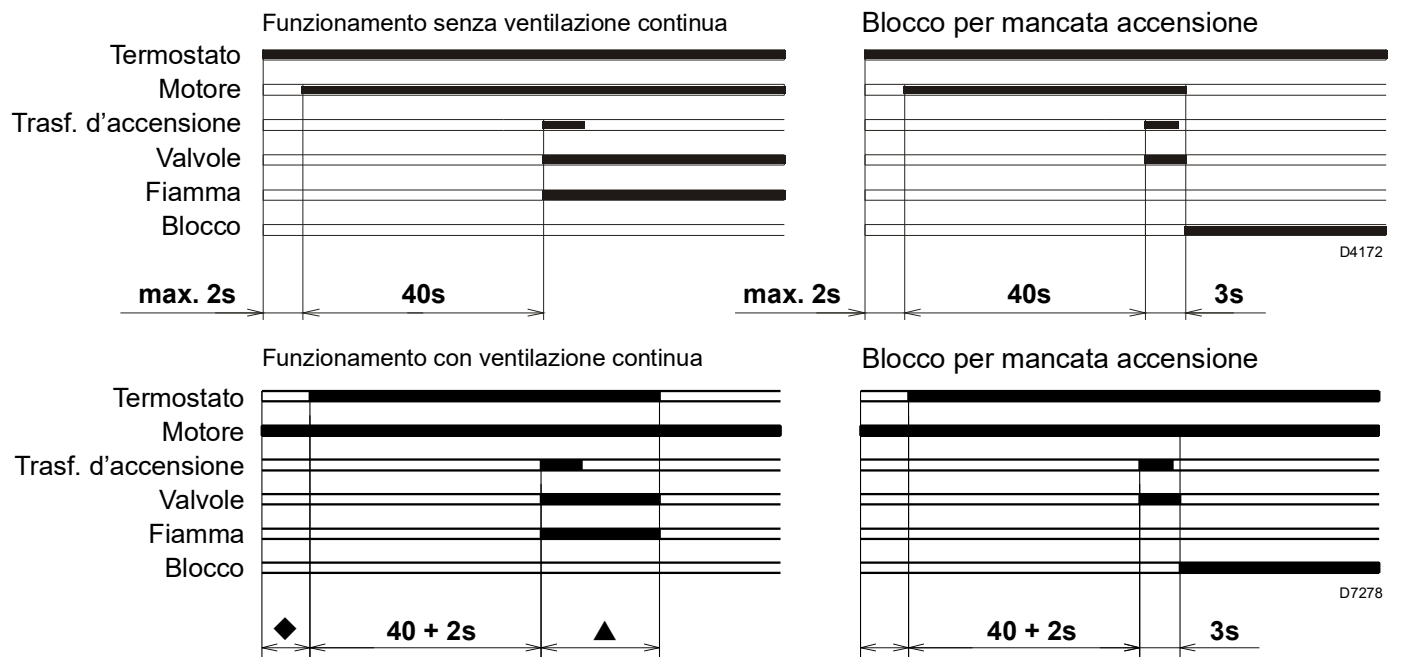 Funzionamento senza ventilazione continua
Blocco per mancata accensione
Termostato
Motore
Trasf. d'accensione
Valvole
Fiamma
Blocco
D4172
max. 2s
40s
max. 2s
40s
3s
Funzionamento con ventilazione continua
Blocco per mancata accensione
Termostato
Motore
Trasf. d'accensione
Valvole
Fiamma
Blocco
D7278
◆
40 + 2s
▲
40 + 2s
3s